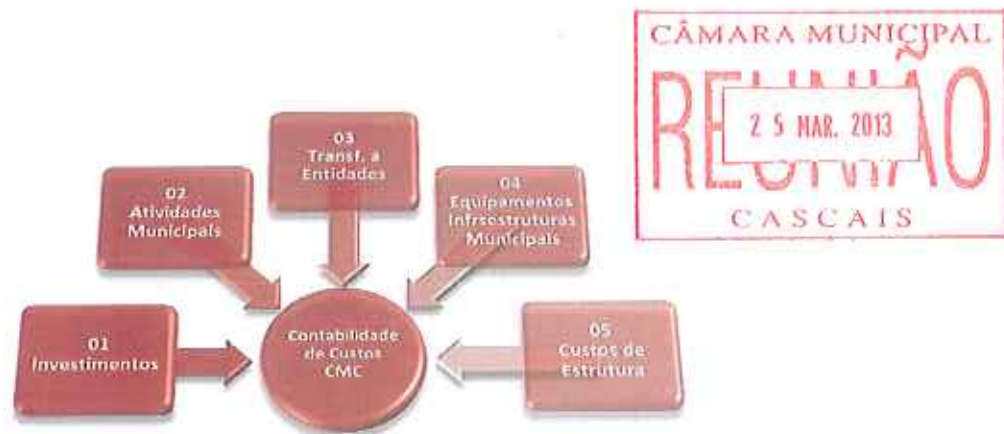 CÂMARA MUNICIPAL
REUNIÃO
25 MAR. 2013
CASCAIS
03
Transf. a
Entidades
02
Atividades
Municipais
04
Equipamentos
Infraestruturas
Municipais
01
Investimentos
Contabilidade
de Custos
CMC
05
Custos de
Estrutura